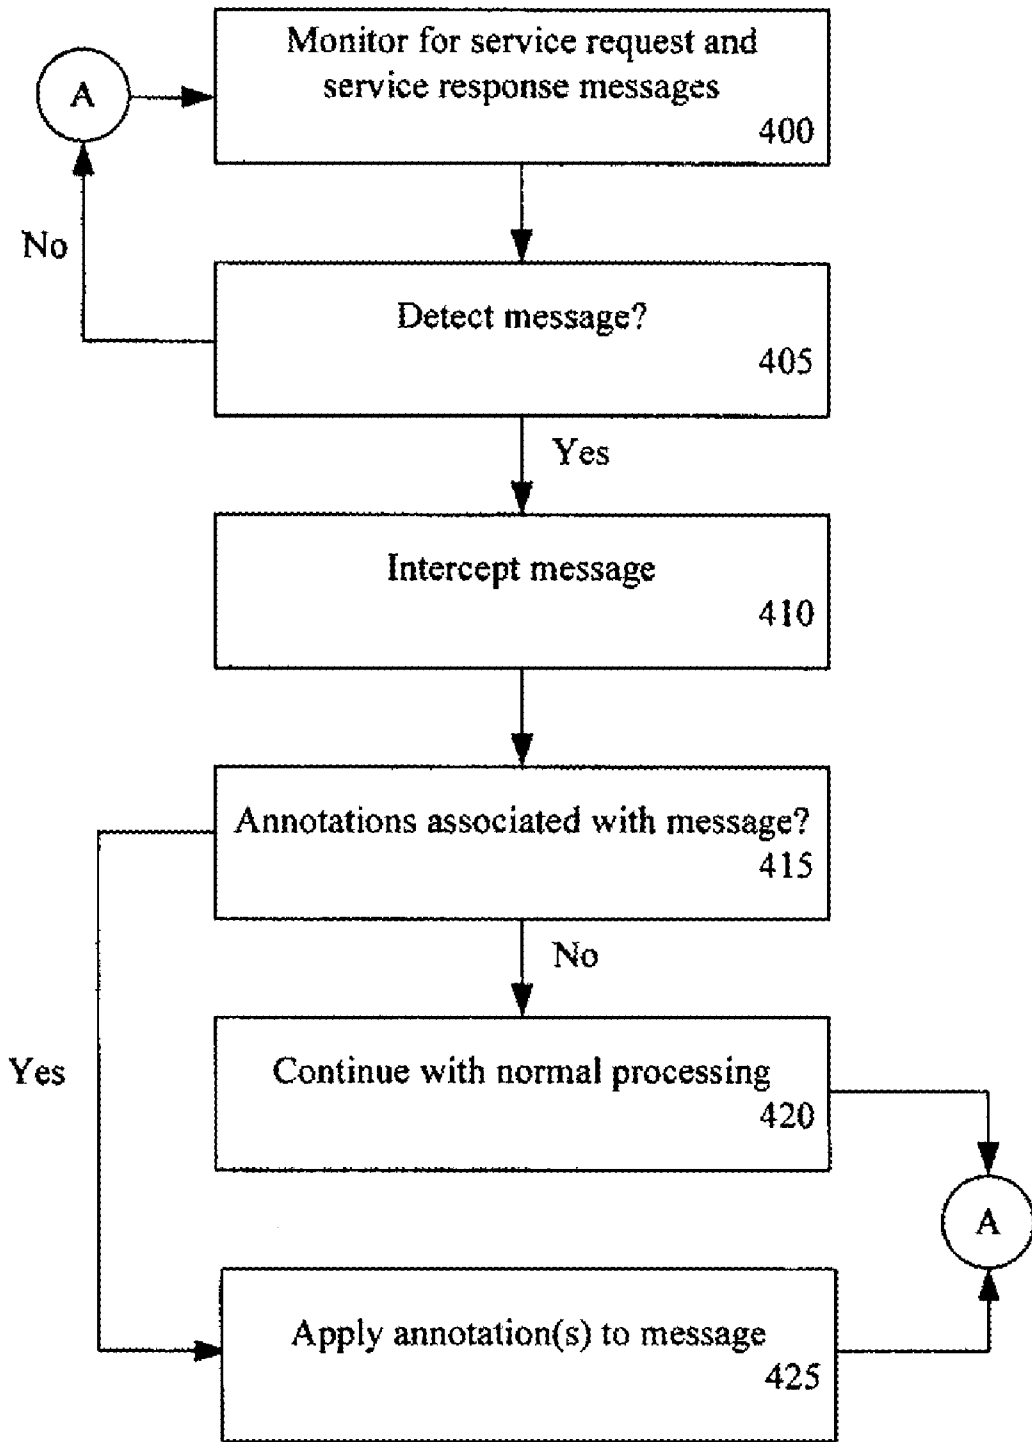 Monitor for service request and
service response messages
400
A
No
Detect message?
405
Yes
Intercept message
410
Annotations associated with message?
415
No
Yes
Continue with normal processing
420
A
Apply annotation(s) to message
425